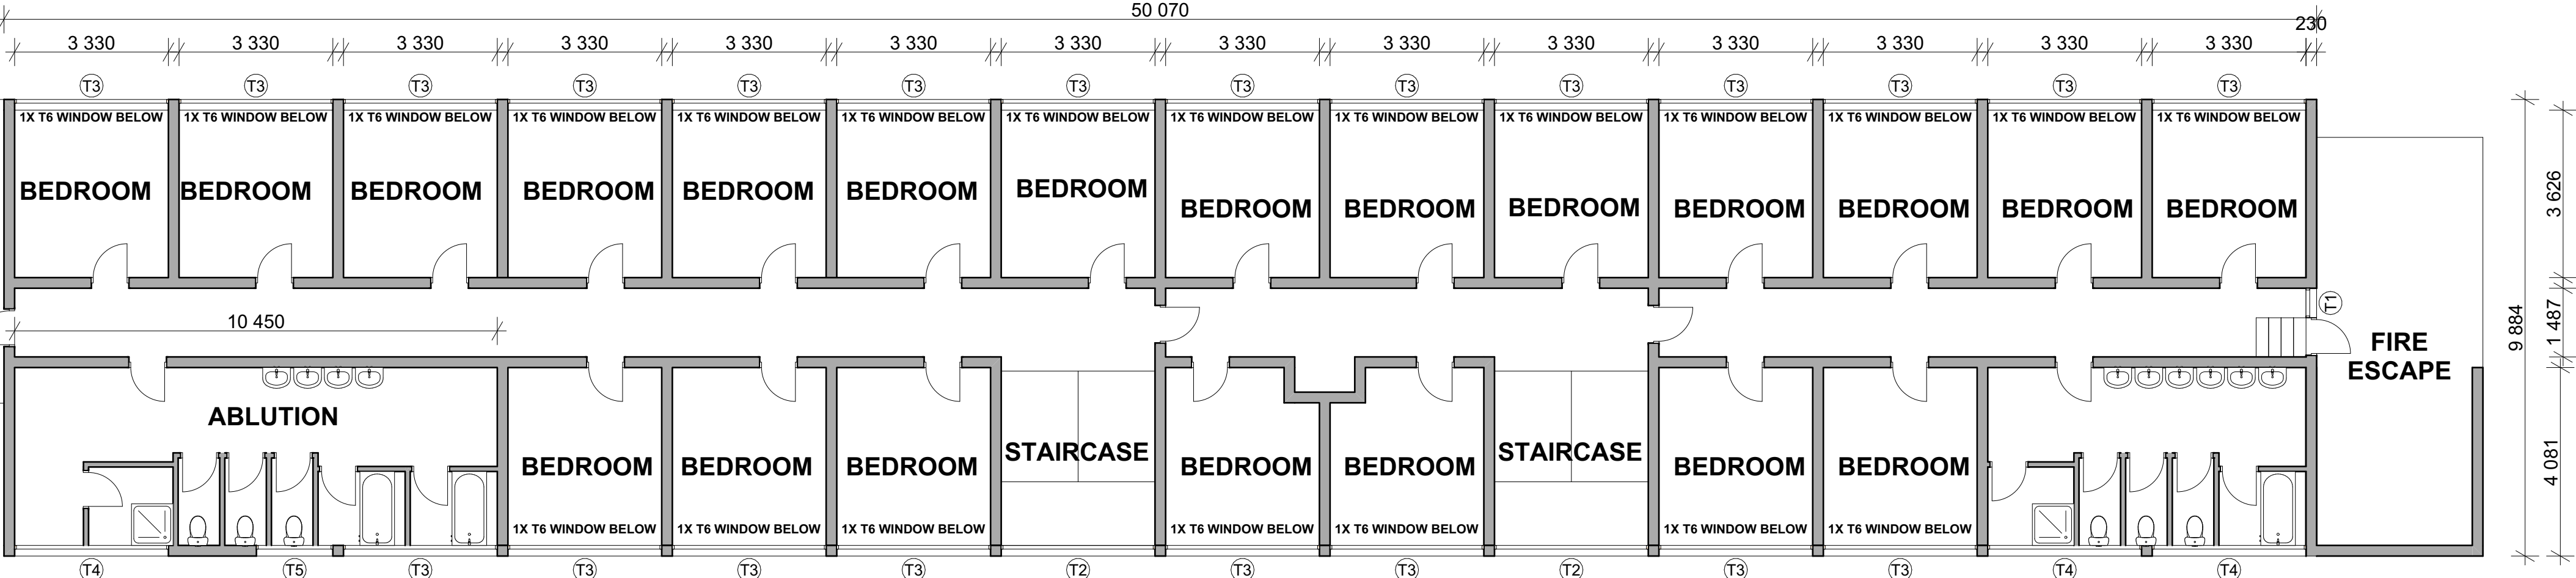 50 070
230
3 330 3 330 3 330 3 330 3 330 3 330 3 330 3 330 3 330 3 330 3 330 3 330 3 330 3 330
T3 T3 T3 T3 T3 T3 T3 T3 T3 T3 T3 T3 T3 T3
1X T6 WINDOW BELOW 1X T6 WINDOW BELOW 1X T6 WINDOW BELOW 1X T6 WINDOW BELOW 1X T6 WINDOW BELOW 1X T6 WINDOW BELOW 1X T6 WINDOW BELOW 1X T6 WINDOW BELOW 1X T6 WINDOW BELOW 1X T6 WINDOW BELOW 1X T6 WINDOW BELOW 1X T6 WINDOW BELOW 1X T6 WINDOW BELOW 1X T6 WINDOW BELOW
BEDROOM BEDROOM BEDROOM BEDROOM BEDROOM BEDROOM BEDROOM BEDROOM BEDROOM BEDROOM BEDROOM BEDROOM BEDROOM BEDROOM
3 626
10 450
T1
1 487
9 884
FIRE
ESCAPE
ABLUTION
STAIRCASE STAIRCASE
BEDROOM BEDROOM BEDROOM BEDROOM BEDROOM BEDROOM BEDROOM
4 081
1X T6 WINDOW BELOW 1X T6 WINDOW BELOW 1X T6 WINDOW BELOW 1X T6 WINDOW BELOW 1X T6 WINDOW BELOW 1X T6 WINDOW BELOW 1X T6 WINDOW BELOW
T4 T5 T3 T3 T3 T3 T2 T3 T3 T2 T3 T3 T4 T4